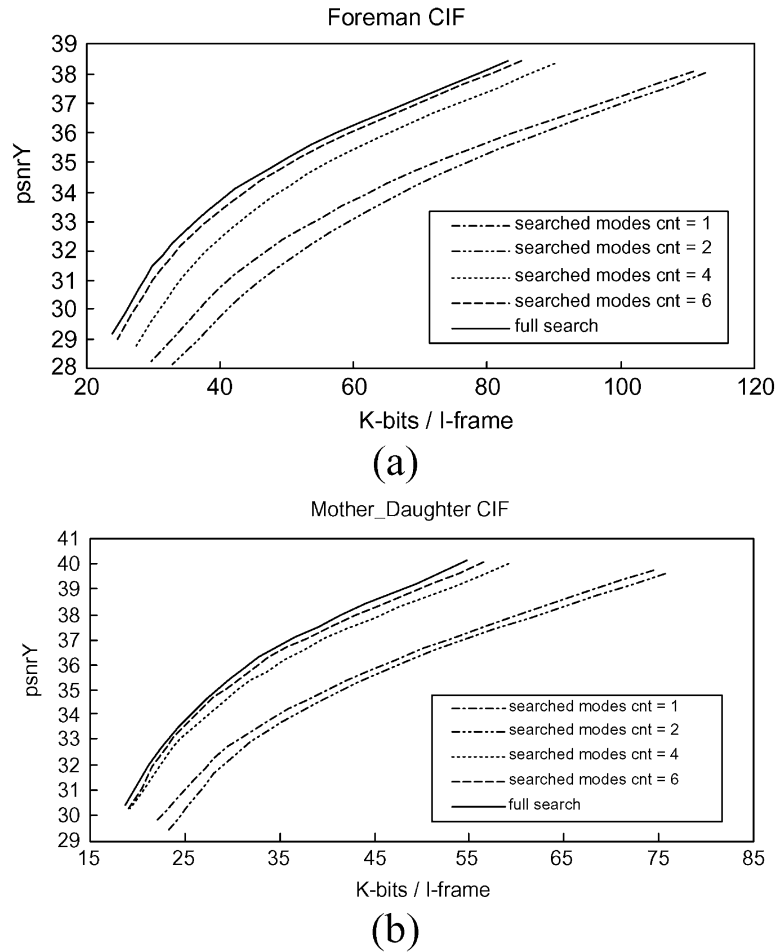 Foreman CIF
39
38
37
36
35
34
33
32
31
30
29
28
psnrY
searched modes cnt = 1
searched modes cnt = 2
searched modes cnt = 4
searched modes cnt = 6
full search
20 40 60 80 100 120
K-bits / I-frame
(a)
Mother_Daughter CIF
41
40
39
38
37
36
35
34
33
32
31
30
29
psnrY
searched modes cnt = 1
searched modes cnt = 2
searched modes cnt = 4
searched modes cnt = 6
full search
15 25 35 45 55 65 75 85
K-bits / I-frame
(b)